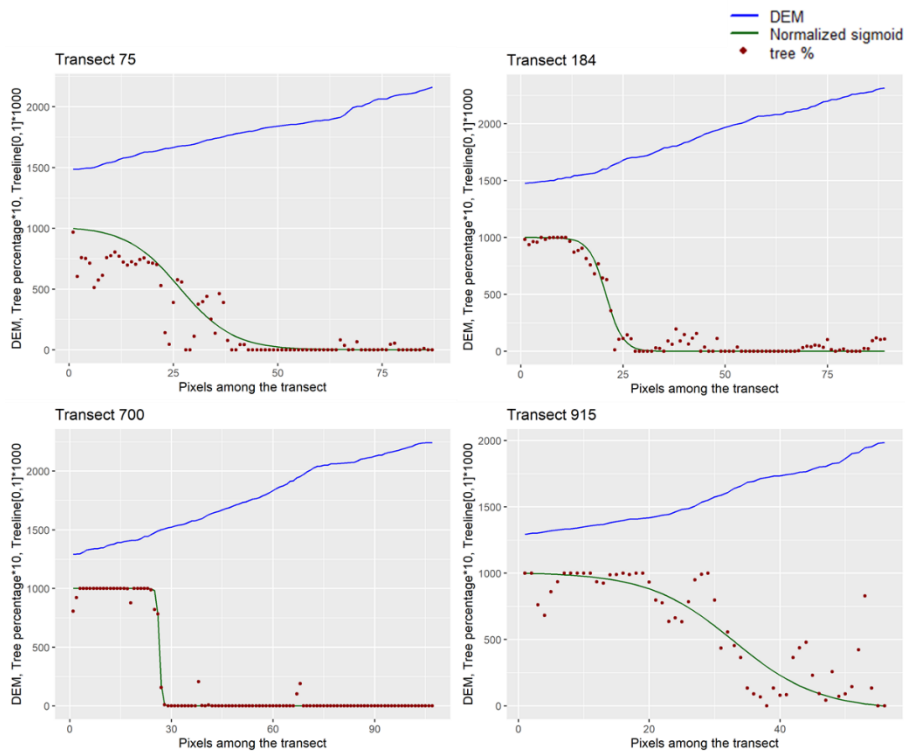 DEM
Normalized sigmoid
tree %
Transect 75
Transect 184
DEM, Tree percentage*10, Treeline[0,1]*1000
2000
1500
1000
500
0
0
25
50
75
Pixels among the transect
DEM, Tree percentage*10, Treeline[0,1]*1000
2000
1500
1000
500
0
0
25
50
75
Pixels among the transect
Transect 700
Transect 915
DEM, Tree percentage*10, Treeline[0,1]*1000
2000
1500
1000
500
0
0
30
60
90
Pixels among the transect
DEM, Tree percentage*10, Treeline[0,1]*1000
2000
1500
1000
500
0
0
20
40
Pixels among the transect